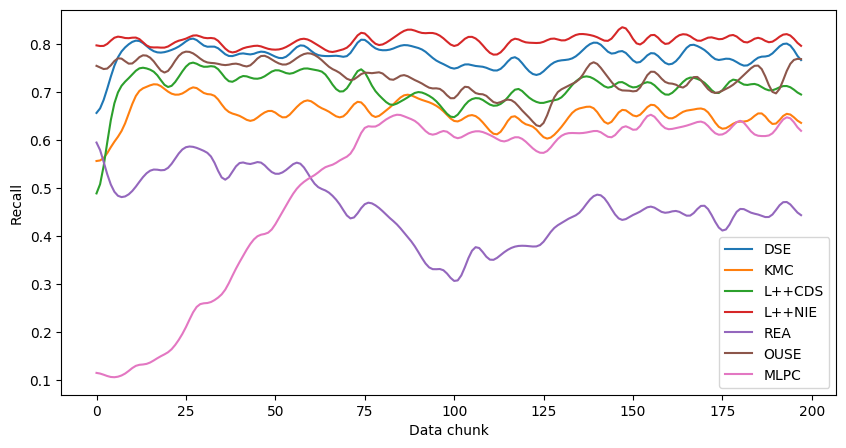 Recall
0.8
0.7
0.6
0.5
0.4
0.3
0.2
0.1
0
25
50
75
100
125
150
175
200
Data chunk
DSE
KMC
L++CDS
L++NIE
REA
OUSE
MLPC